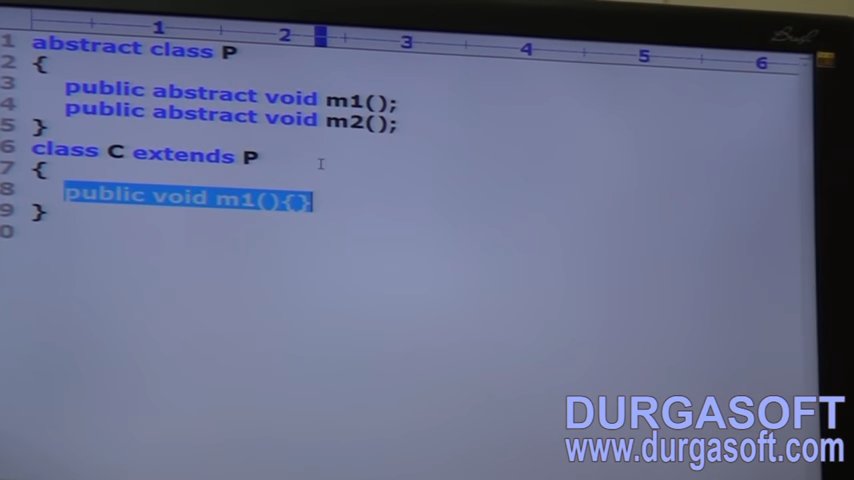 1 2 3 4 5 6
1 abstract class P
2 {
3 public abstract void m1();
4 public abstract void m2();
5 }
6 class C extends P
7 {
8 public void m1(){}
9 }
0
DURGASOFT
www.durgasoft.com